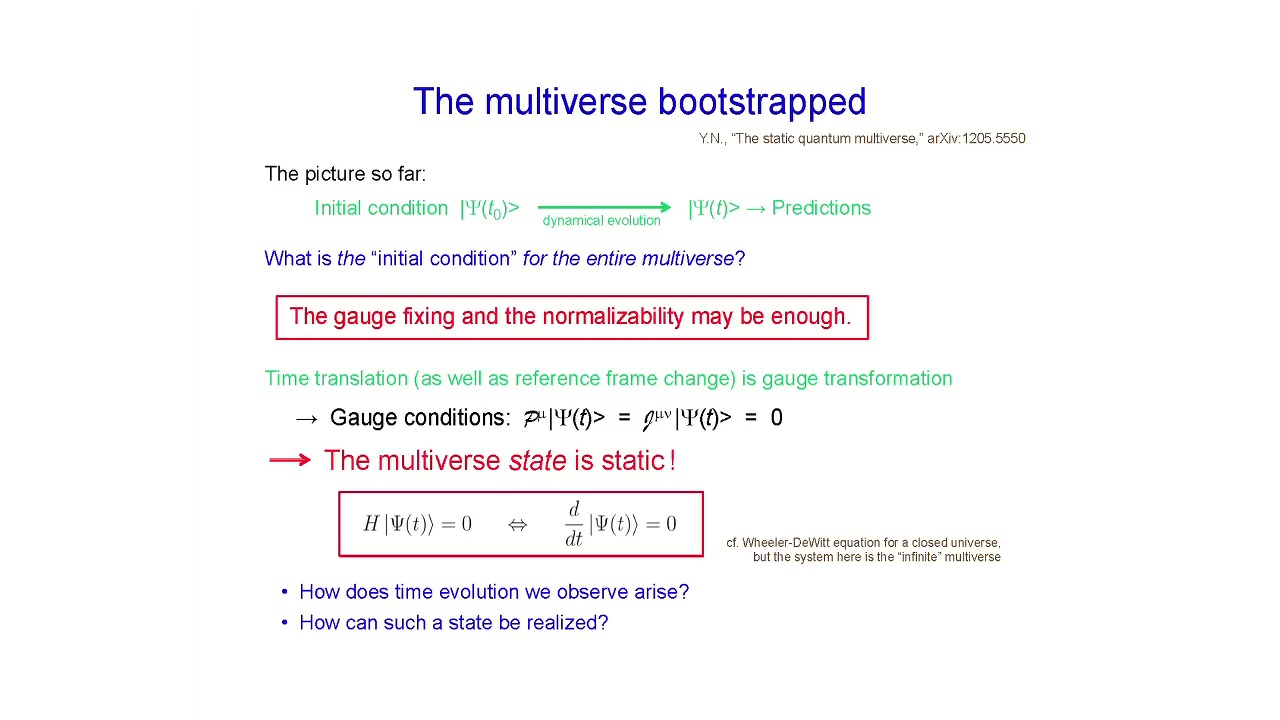 The multiverse bootstrapped
Y.N., “The static quantum multiverse,” arXiv:1205.5550
The picture so far:
Initial condition |Ψ(t₀)> dynamical evolution |Ψ(t)> → Predictions
What is the “initial condition” for the entire multiverse?
The gauge fixing and the normalizability may be enough.
Time translation (as well as reference frame change) is gauge transformation
→ Gauge conditions: 𝓟^μ|Ψ(t)> = 𝒥^μν|Ψ(t)> = 0
⟶ The multiverse state is static !
H |Ψ(t)⟩ = 0 ⇔ d/dt |Ψ(t)⟩ = 0
cf. Wheeler-DeWitt equation for a closed universe,
but the system here is the “infinite” multiverse
• How does time evolution we observe arise?
• How can such a state be realized?